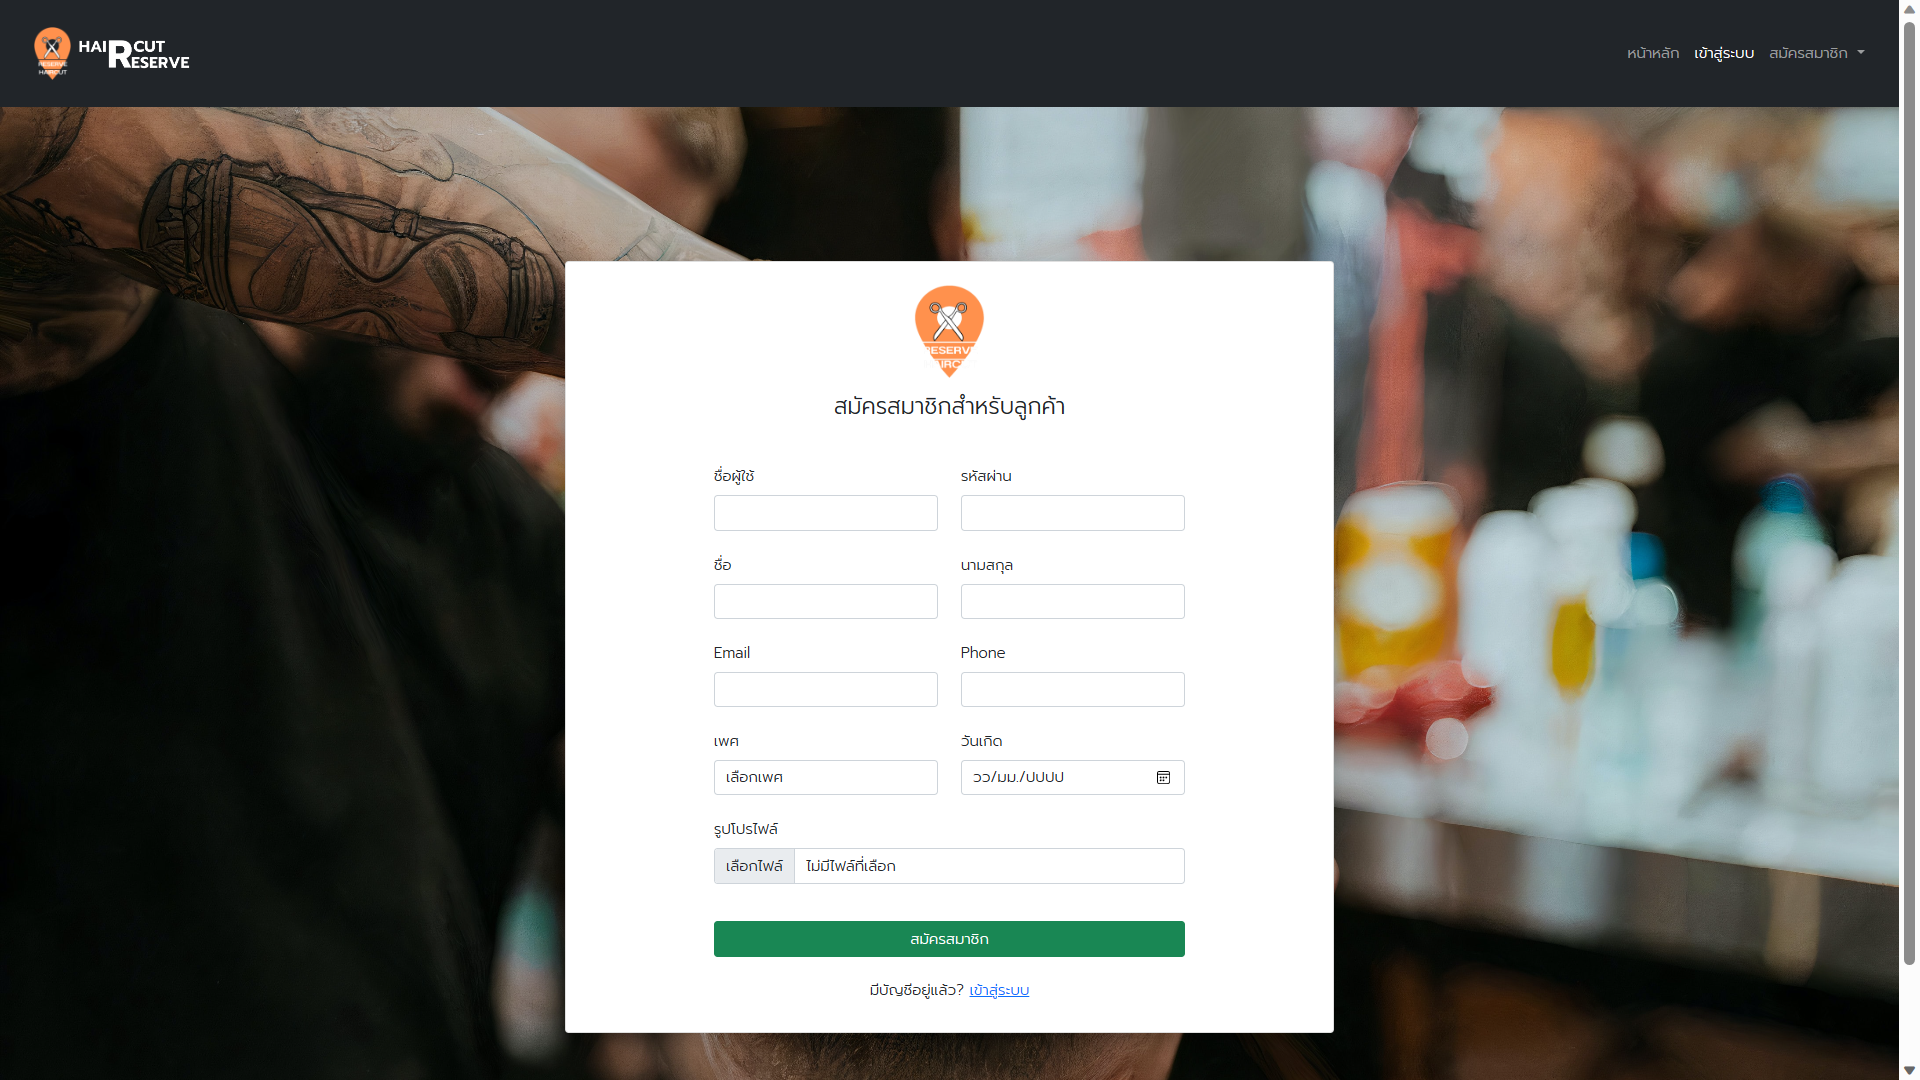 HAIRCUT
RESERVE
RESERVE
HAIRCUT
หน้าหลัก เข้าสู่ระบบ สมัครสมาชิก
RESERVE
สมัครสมาชิกสำหรับลูกค้า
ชื่อผู้ใช้ รหัสผ่าน
ชื่อ นามสกุล
Email Phone
เพศ วันเกิด
เลือกเพศ วว/มม./ปปปป
รูปโปรไฟล์
เลือกไฟล์ ไม่มีไฟล์ที่เลือก
สมัครสมาชิก
มีบัญชีอยู่แล้ว? เข้าสู่ระบบ